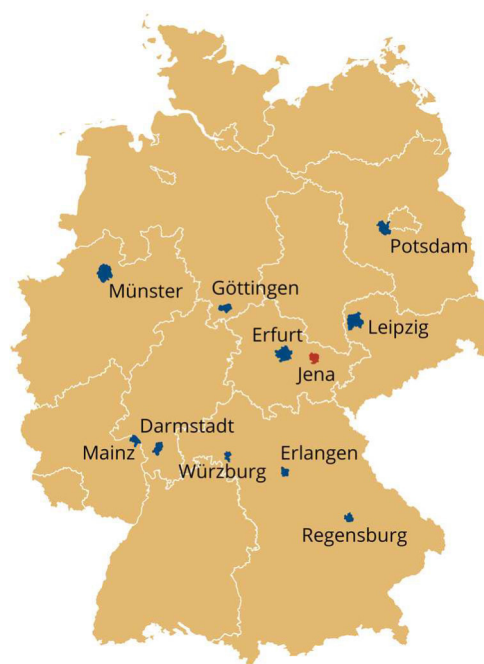 Potsdam
Münster
Göttingen
Leipzig
Erfurt
Jena
Darmstadt
Mainz
Würzburg
Erlangen
Regensburg